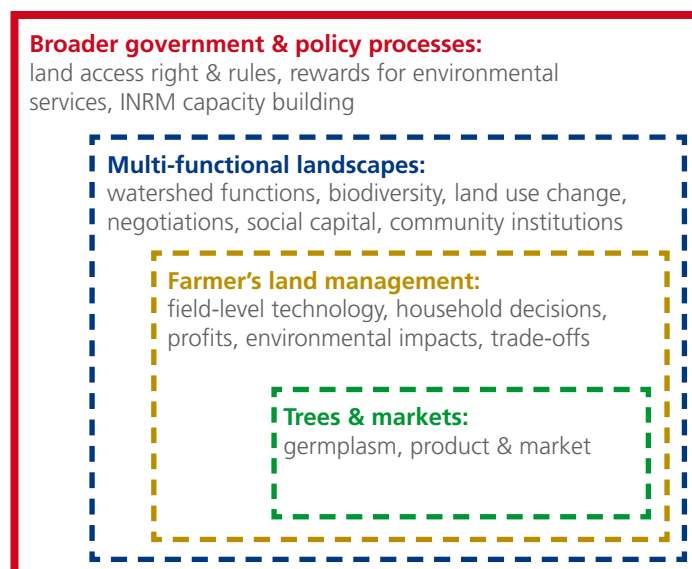 Broader government & policy processes:
land access right & rules, rewards for environmental
services, INRM capacity building
Multi-functional landscapes:
watershed functions, biodiversity, land use change,
negotiations, social capital, community institutions
Farmer’s land management:
field-level technology, household decisions,
profits, environmental impacts, trade-offs
Trees & markets:
germplasm, product & market